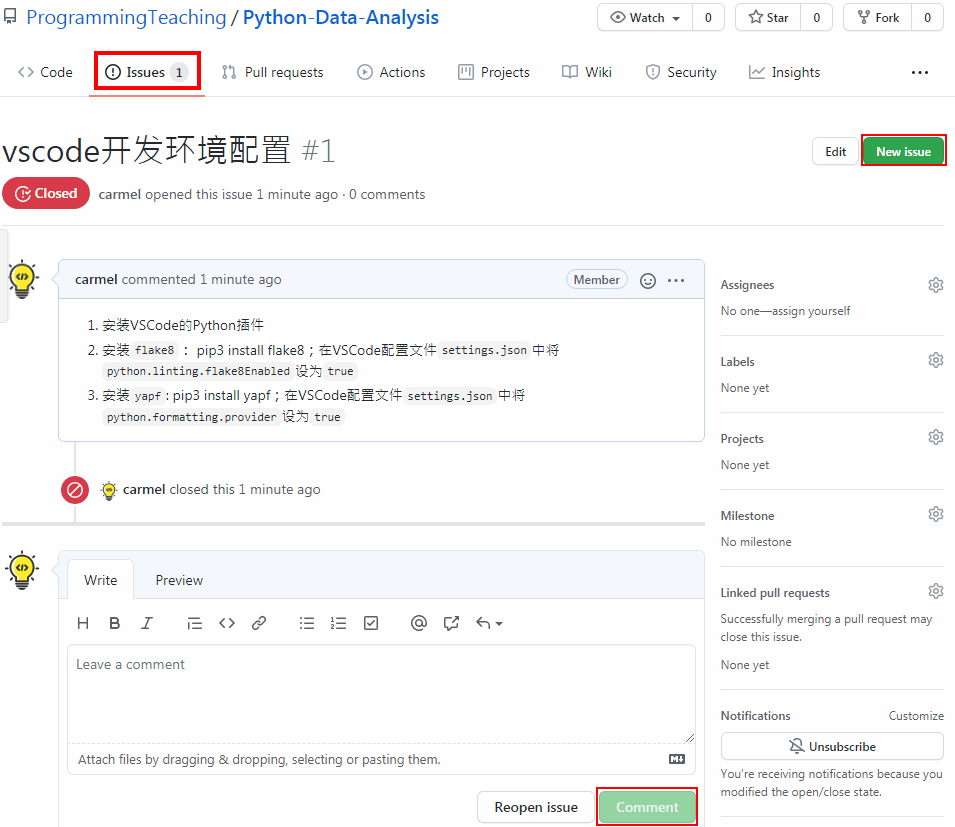 ProgrammingTeaching / Python-Data-Analysis
Watch 0 Star 0 Fork 0
Code Issues 1 Pull requests Actions Projects Wiki Security Insights ...
vscode开发环境配置 #1
Edit New issue
Closed carmel opened this issue 1 minute ago · 0 comments
carmel commented 1 minute ago Member ...
1. 安装VSCode的Python插件
2. 安装 flake8 : pip3 install flake8;在VSCode配置文件 settings.json 中将
python.linting.flake8Enabled 设为 true
3. 安装 yapf : pip3 install yapf;在VSCode配置文件 settings.json 中将
python.formatting.provider 设为 true
carmel closed this 1 minute ago
Write Preview
H B I @
Leave a comment
Attach files by dragging & dropping, selecting or pasting them.
Reopen issue Comment
Assignees
No one—assign yourself
Labels
None yet
Projects
None yet
Milestone
No milestone
Linked pull requests
Successfully merging a pull request may
close this issue.
None yet
Notifications Customize
Unsubscribe
You're receiving notifications because you
modified the open/close state.